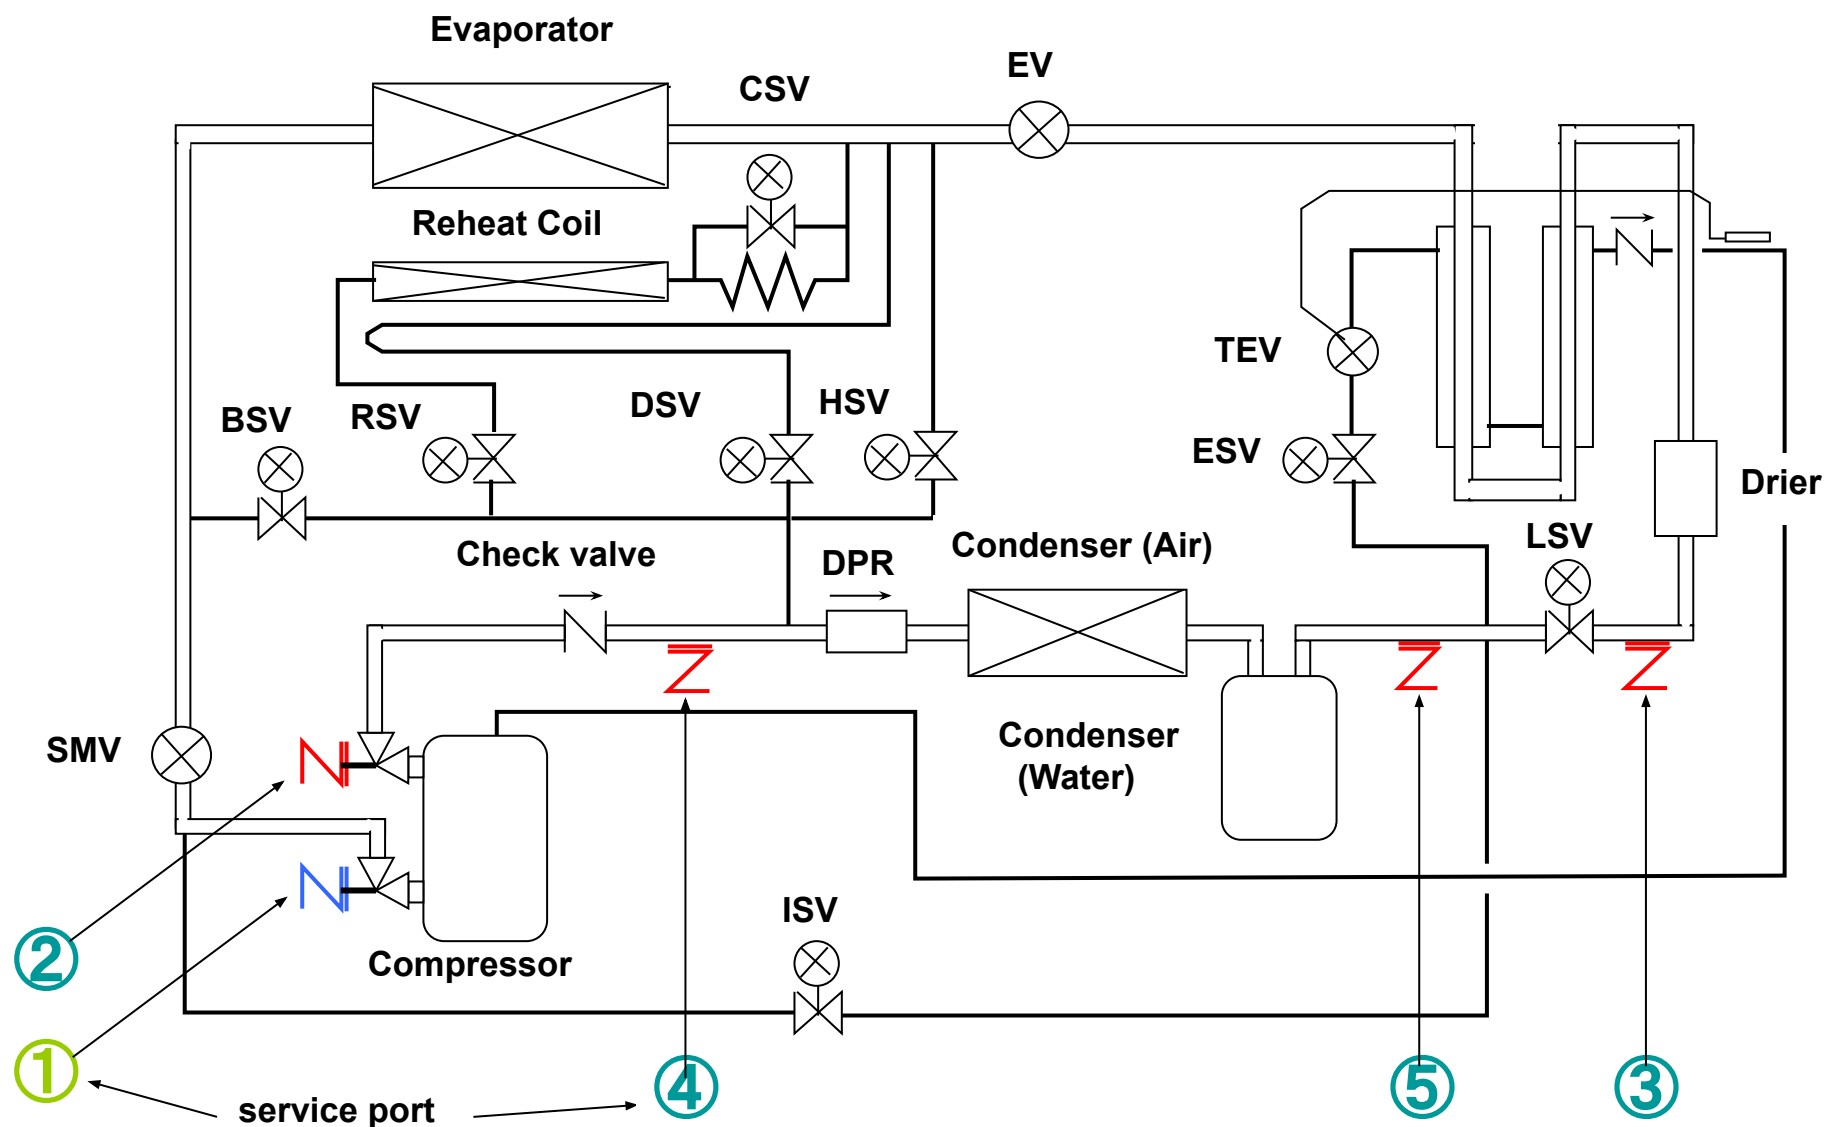 Evaporator
CSV
EV
Reheat Coil
TEV
BSV
RSV
DSV
HSV
ESV
Drier
Check valve
DPR
Condenser (Air)
LSV
SMV
Condenser
(Water)
②
Compressor
ISV
①
④
⑤
③
service port